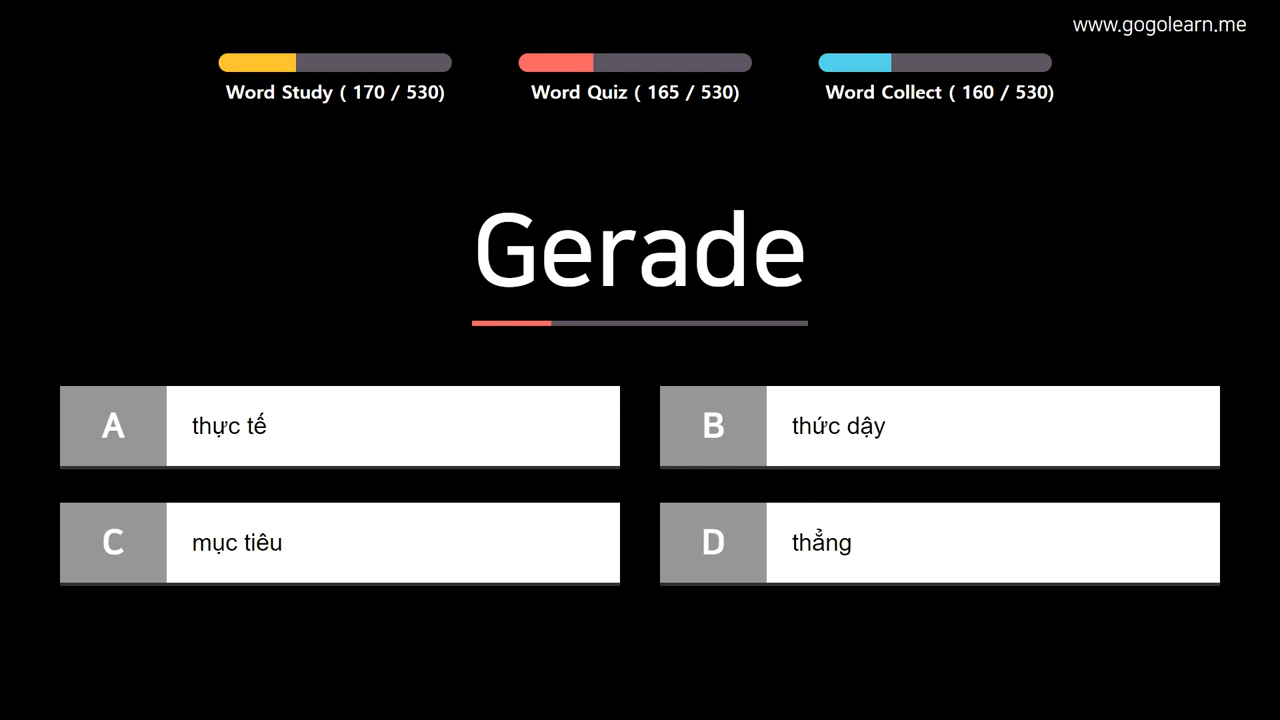 www.gogolearn.me
Word Study ( 170 / 530)
Word Quiz ( 165 / 530)
Word Collect ( 160 / 530)
Gerade
A
thực tế
B
thức dậy
C
mục tiêu
D
thẳng